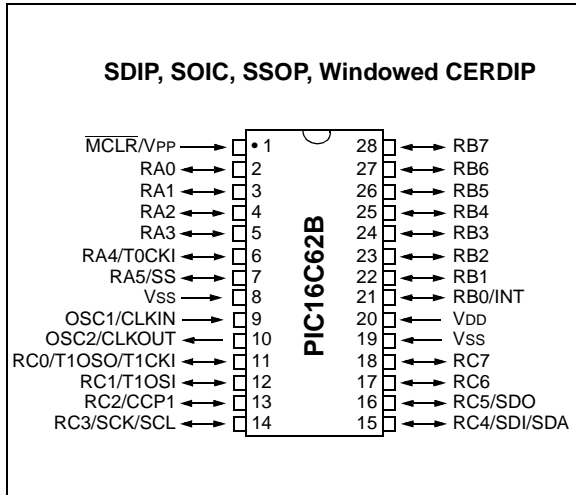 SDIP, SOIC, SSOP, Windowed CERDIP
MCLR/VPP 1 28 RB7
RA0 2 27 RB6
RA1 3 26 RB5
RA2 4 25 RB4
RA3 5 24 RB3
RA4/T0CKI 6 23 RB2
RA5/SS 7 22 RB1
VSS 8 21 RB0/INT
OSC1/CLKIN 9 20 VDD
OSC2/CLKOUT 10 19 VSS
RC0/T1OSO/T1CKI 11 18 RC7
RC1/T1OSI 12 17 RC6
RC2/CCP1 13 16 RC5/SDO
RC3/SCK/SCL 14 15 RC4/SDI/SDA
PIC16C62B